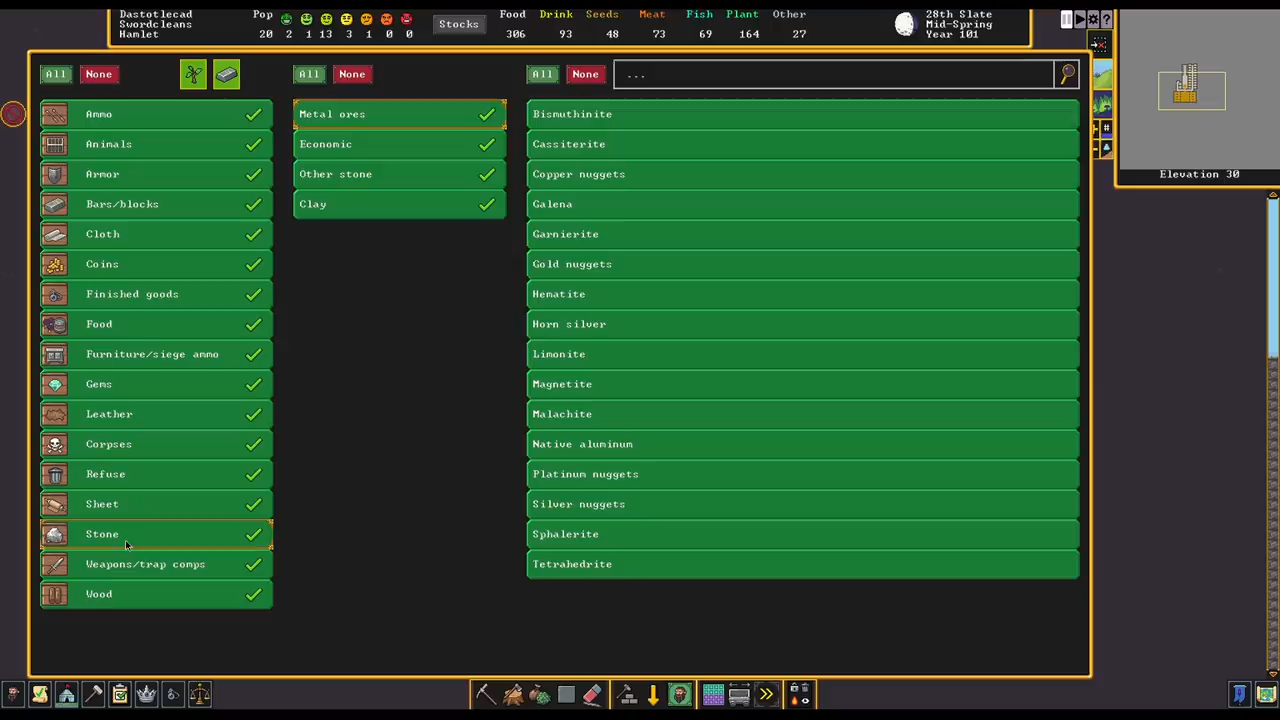 Dastotlecad
Swordcleans
Hamlet
Pop
20 2 1 13 3 1 0 0
Stocks
Food Drink Seeds Meat Fish Plant Other
306 93 48 73 69 164 27
28th Slate
Mid-Spring
Year 101
Elevation 30
All None
All None
All None ...
Ammo
Animals
Armor
Bars/blocks
Cloth
Coins
Finished goods
Food
Furniture/siege ammo
Gems
Leather
Corpses
Refuse
Sheet
Stone
Weapons/trap comps
Wood
Metal ores
Economic
Other stone
Clay
Bismuthinite
Cassiterite
Copper nuggets
Galena
Garnierite
Gold nuggets
Hematite
Horn silver
Limonite
Magnetite
Malachite
Native aluminum
Platinum nuggets
Silver nuggets
Sphalerite
Tetrahedrite